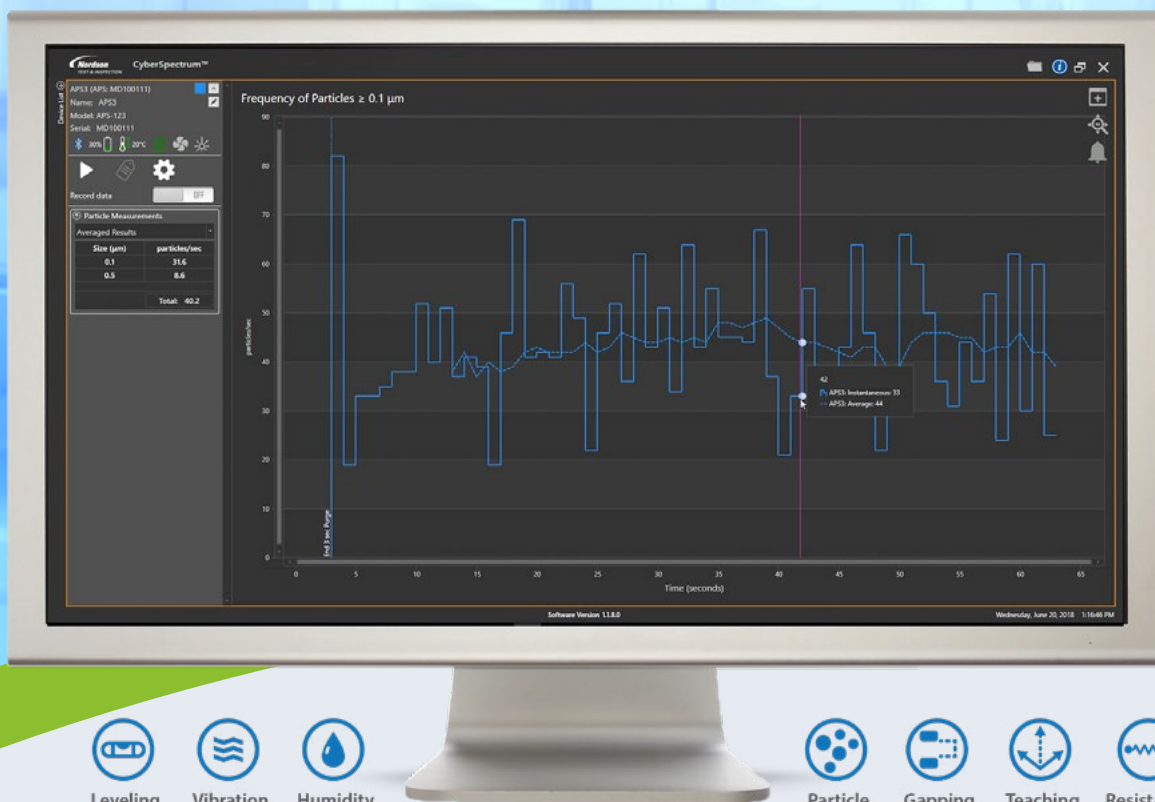 Nordson
TEST & INSPECTION
CyberSpectrum™
Device List
APS3 (APS: MD100111)
Name: APS3
Model: APS-123
Serial: MD100111
30%
20°C
Record data
OFF
Particle Measurements
Averaged Results
Size (µm) particles/sec
0.1 31.6
0.5 8.6
Total: 40.2
Frequency of Particles ≥ 0.1 µm
90
80
70
60
50
40
30
20
10
0
particles/sec
End 3 sec Purge
42
APS3: Instantaneous: 33
APS3: Average: 44
0 5 10 15 20 25 30 35 40 45 50 55 60 65
Time (seconds)
Software Version 1.1.8.0
Wednesday, June 20, 2018 1:16:46 PM
Leveling Vibration Humidity Particle Gapping Teaching